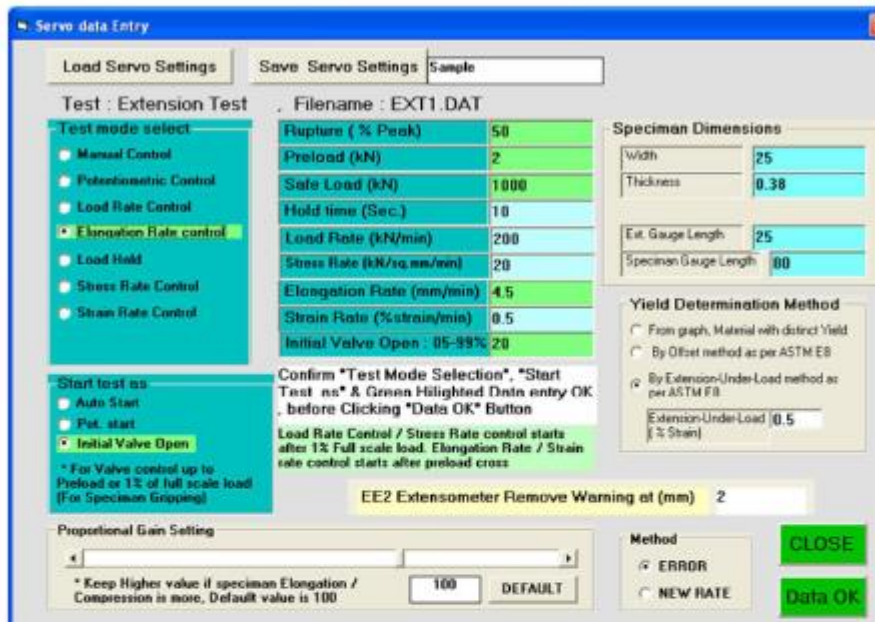 Servo data Entry
Load Servo Settings
Save Servo Settings
Sample
Test : Extension Test , Filename : EXT1.DAT
Test mode select
Manual Control
Potentiometric Control
Load Rate Control
Elongation Rate control
Load Hold
Stress Rate Control
Strain Rate Control
Rupture ( % Peak) 50
Preload (kN) 2
Safe Load (kN) 1000
Hold time (Sec.) 10
Load Rate (kN/min) 200
Stress Rate (kN/sq.mm/min) 20
Elongation Rate (mm/min) 4.5
Strain Rate (%strain/min) 0.5
Initial Valve Open : 05-99% 20
Speciman Dimensions
Width 25
Thickness 0.38
Ext. Gauge Length 25
Speciman Gauge Length 80
Yield Determination Method
From graph, Material with distinct Yield
By Offset method as per ASTM E8
By Extension-Under-Load method as
per ASTM E8
Extension-Under-Load 0.5
( % Strain)
Start test as
Auto Start
Pot. start
Initial Valve Open
* For Valve control up to
Preload or 1% of full scale load
(For Speciman Gripping)
Confirm "Test Mode Selection", "Start
Test as" & Green Hilighted Data entry OK
, before Clicking "Data OK" Button
Load Rate Control / Stress Rate control starts
after 1% Full scale load. Elongation Rate / Strain
rate control starts after preload cross
EE2 Extensometer Remove Warning at (mm) 2
Proportional Gain Setting
* Keep Higher value if speciman Elongation /
Compression is more, Default value is 100
100
DEFAULT
Method
ERROR
NEW RATE
CLOSE
Data OK